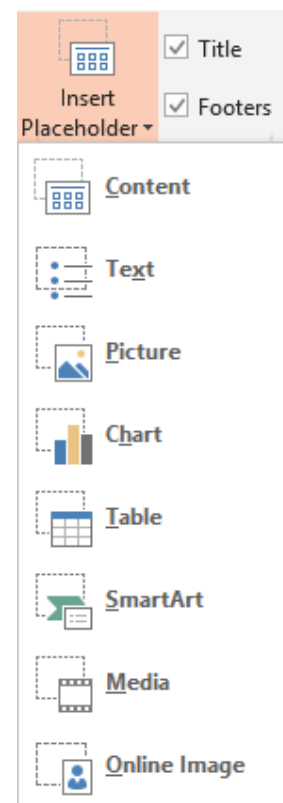 Title
Insert
Placeholder
Footers
Content
Text
Picture
Chart
Table
SmartArt
Media
Online Image